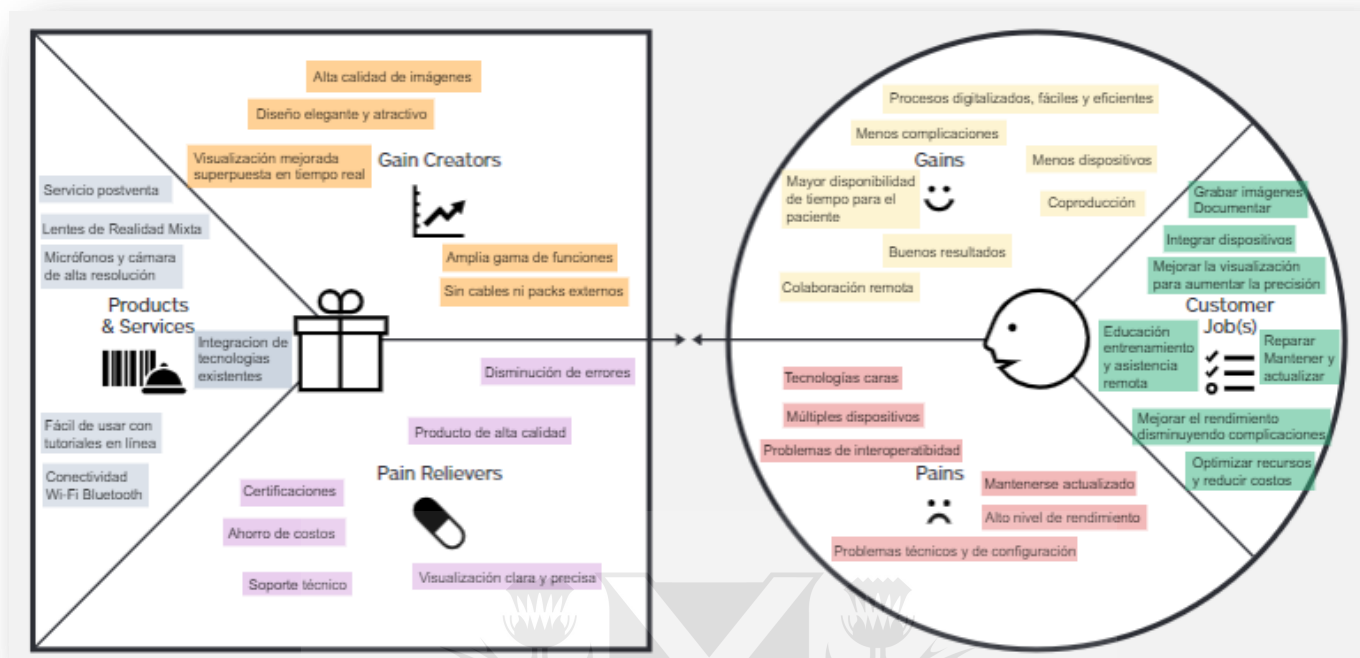 Alta calidad de imágenes
Diseño elegante y atractivo
Visualización mejorada
superpuesta en tiempo real
Gain Creators
Amplia gama de funciones
Sin cables ni packs externos
Servicio postventa
Lentes de Realidad Mixta
Micrófonos y cámara
de alta resolución
Products
& Services
Integracion de
tecnologías
existentes
Fácil de usar con
tutoriales en línea
Conectividad
Wi-Fi Bluetooth
Disminución de errores
Producto de alta calidad
Pain Relievers
Certificaciones
Ahorro de costos
Soporte técnico
Visualización clara y precisa
Procesos digitalizados, fáciles y eficientes
Menos complicaciones
Gains
Menos dispositivos
Mayor disponibilidad
de tiempo para el
paciente
Coproducción
Buenos resultados
Colaboración remota
Grabar imágenes
Documentar
Integrar dispositivos
Mejorar la visualización
para aumentar la precisión
Customer
Job(s)
Educación
entrenamiento
y asistencia
remota
Reparar
Mantener y
actualizar
Mejorar el rendimiento
disminuyendo complicaciones
Optimizar recursos
y reducir costos
Tecnologías caras
Múltiples dispositivos
Problemas de interoperatibidad
Pains
Mantenerse actualizado
Alto nivel de rendimiento
Problemas técnicos y de configuración